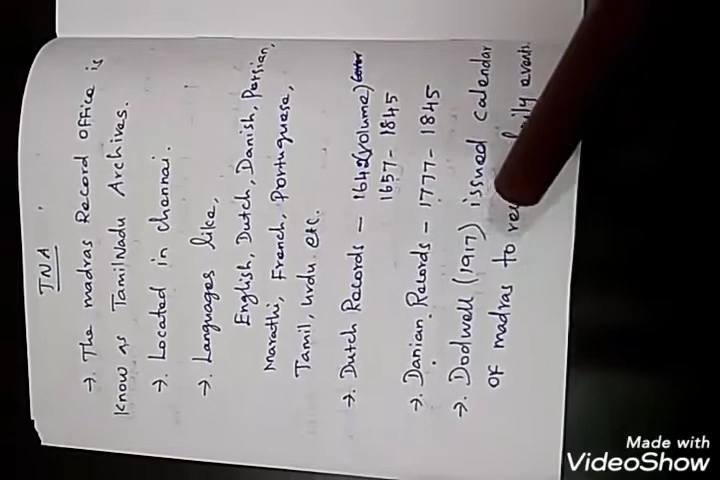 TNA.
→ The madras Record office is
Know as TamilNadu Archives.
→ Located in chennai.
→ Languages like,
English, Dutch, Danish, Persian,
Marathi, French, Portuguese,
Tamil, Urdu etc.
→ Dutch Records - 1642 (volume)
1657 - 1845
→ Danian Records - 1777 - 1845
→ Dodwell (1917) issued calendar
of madras to events
Made with
VideoShow